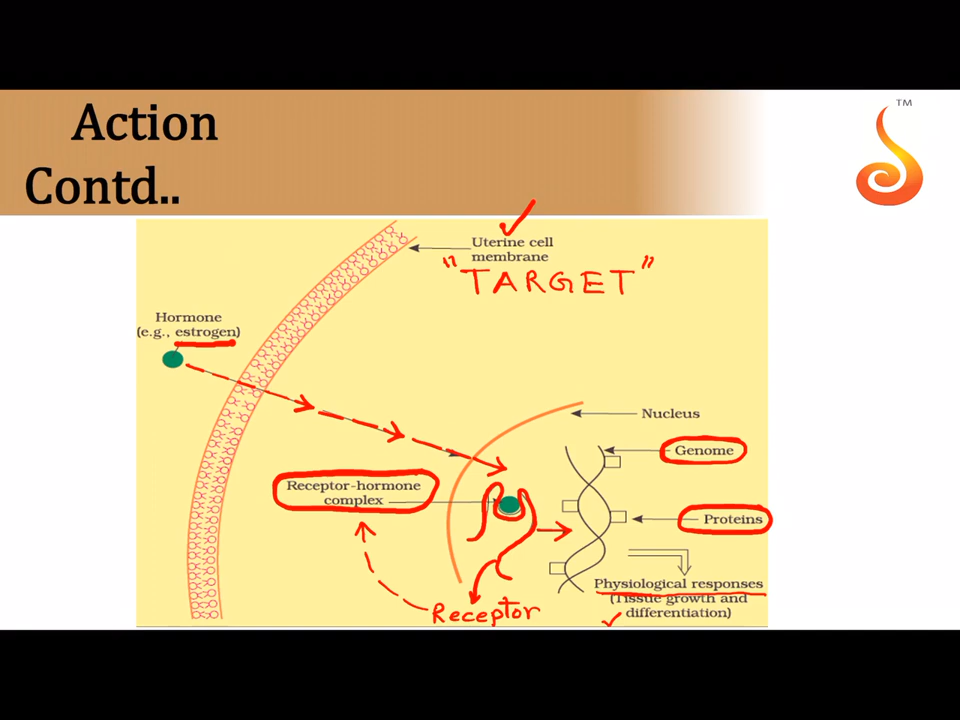 Action
Contd..
TM
Uterine cell
membrane
"TARGET"
Hormone
(e.g., estrogen)
Nucleus
Genome
Receptor-hormone
complex
Proteins
Physiological responses
(Tissue growth and
differentiation)
Receptor